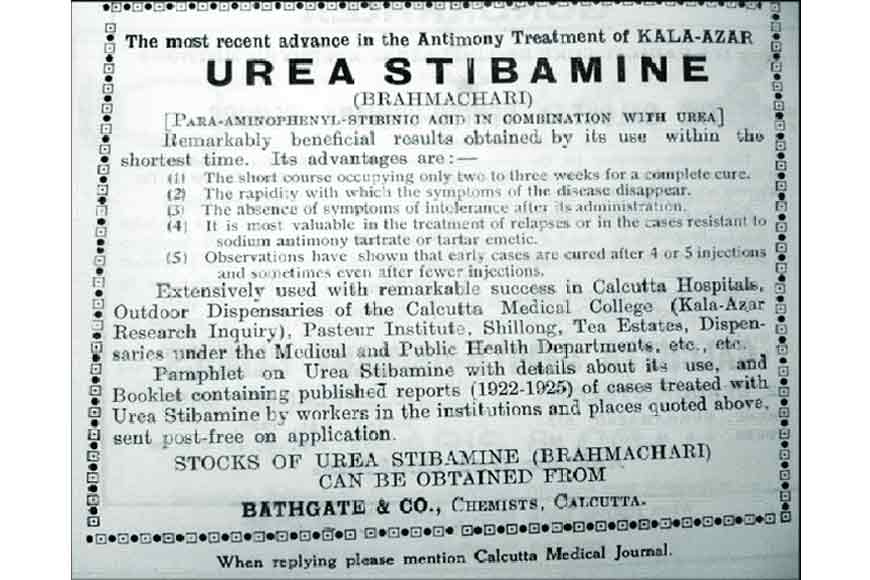 The most recent advance in the Antimony Treatment of KALA-AZAR
UREA STIBAMINE
(BRAHMACHARI)
[PARA-AMINOPHENYL-STIBINIC ACID IN COMBINATION WITH UREA]
Remarkably beneficial results obtained by its use within the
shortest time. Its advantages are:—
(1) The short course occupying only two to three weeks for a complete cure.
(2) The rapidity with which the symptoms of the disease disappear.
(3) The absence of symptoms of intolerance after its administration.
(4) It is most valuable in the treatment of relapses or in the cases resistant to
sodium antimony tartrate or tartar emetic.
(5) Observations have shown that early cases are cured after 4 or 5 injections
and sometimes even after fewer injections.
Extensively used with remarkable success in Calcutta Hospitals,
Outdoor Dispensaries of the Calcutta Medical College (Kala-Azar
Research Inquiry), Pasteur Institute, Shillong, Tea Estates, Dispen-
saries under the Medical and Public Health Departments, etc., etc.
Pamphlet on Urea Stibamine with details about its use, and
Booklet containing published reports (1922-1925) of cases treated with
Urea Stibamine by workers in the institutions and places quoted above,
sent post-free on application.
STOCKS OF UREA STIBAMINE (BRAHMACHARI)
CAN BE OBTAINED FROM
BATHGATE & CO., CHEMISTS, CALCUTTA.
When replying please mention Calcutta Medical Journal.